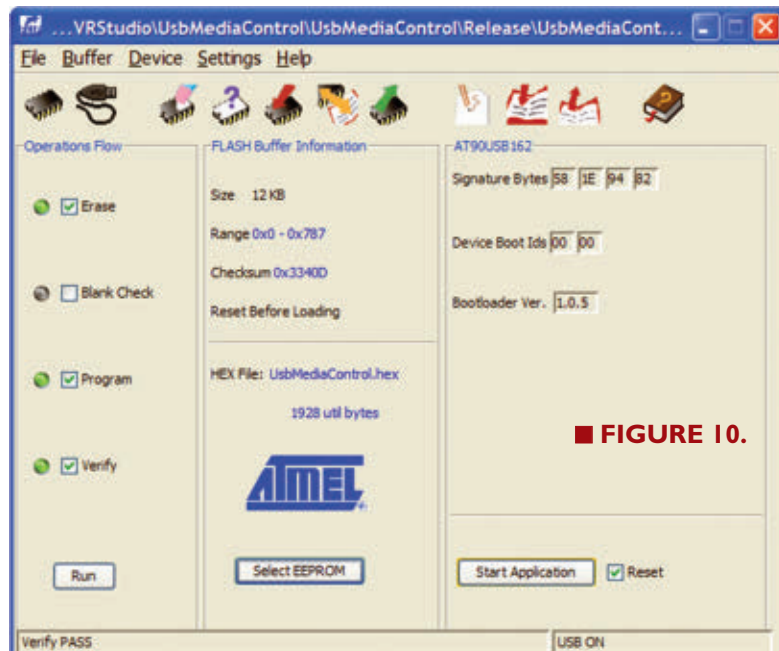 ...VRStudio\UsbMediaControl\UsbMediaControl\Release\UsbMediaCont...
File Buffer Device Settings Help
Operations Flow
Erase
Blank Check
Program
Verify
Run
FLASH Buffer Information
Size 12 KB
Range 0x0 - 0x787
Checksum 0x3340D
Reset Before Loading
HEX File: UsbMediaControl.hex
1928 util bytes
ATMEL
Select EEPROM
AT90USB162
Signature Bytes 58 1E 94 82
Device Boot Ids 00 00
Bootloader Ver. 1.0.5
■ FIGURE 10.
Start Application Reset
Verify PASS
USB ON